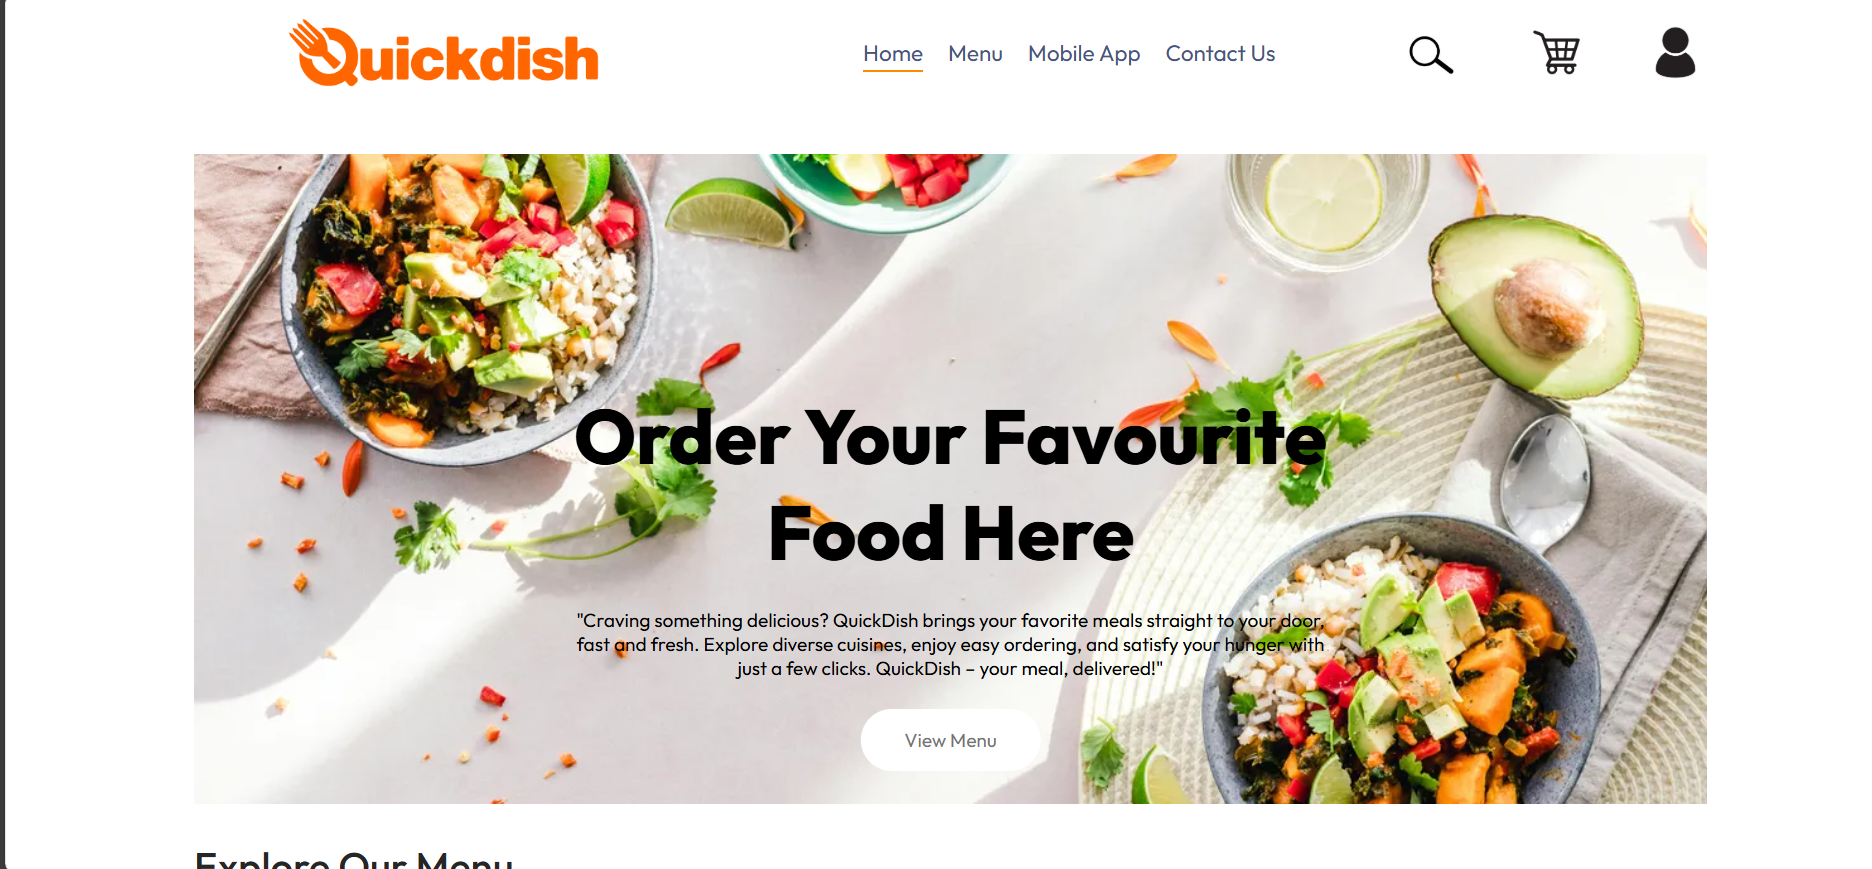 Quickdish
Home Menu Mobile App Contact Us
Order Your Favourite
Food Here
"Craving something delicious? QuickDish brings your favorite meals straight to your door,
fast and fresh. Explore diverse cuisines, enjoy easy ordering, and satisfy your hunger with
just a few clicks. QuickDish – your meal, delivered!"
View Menu
Explore Our Menu